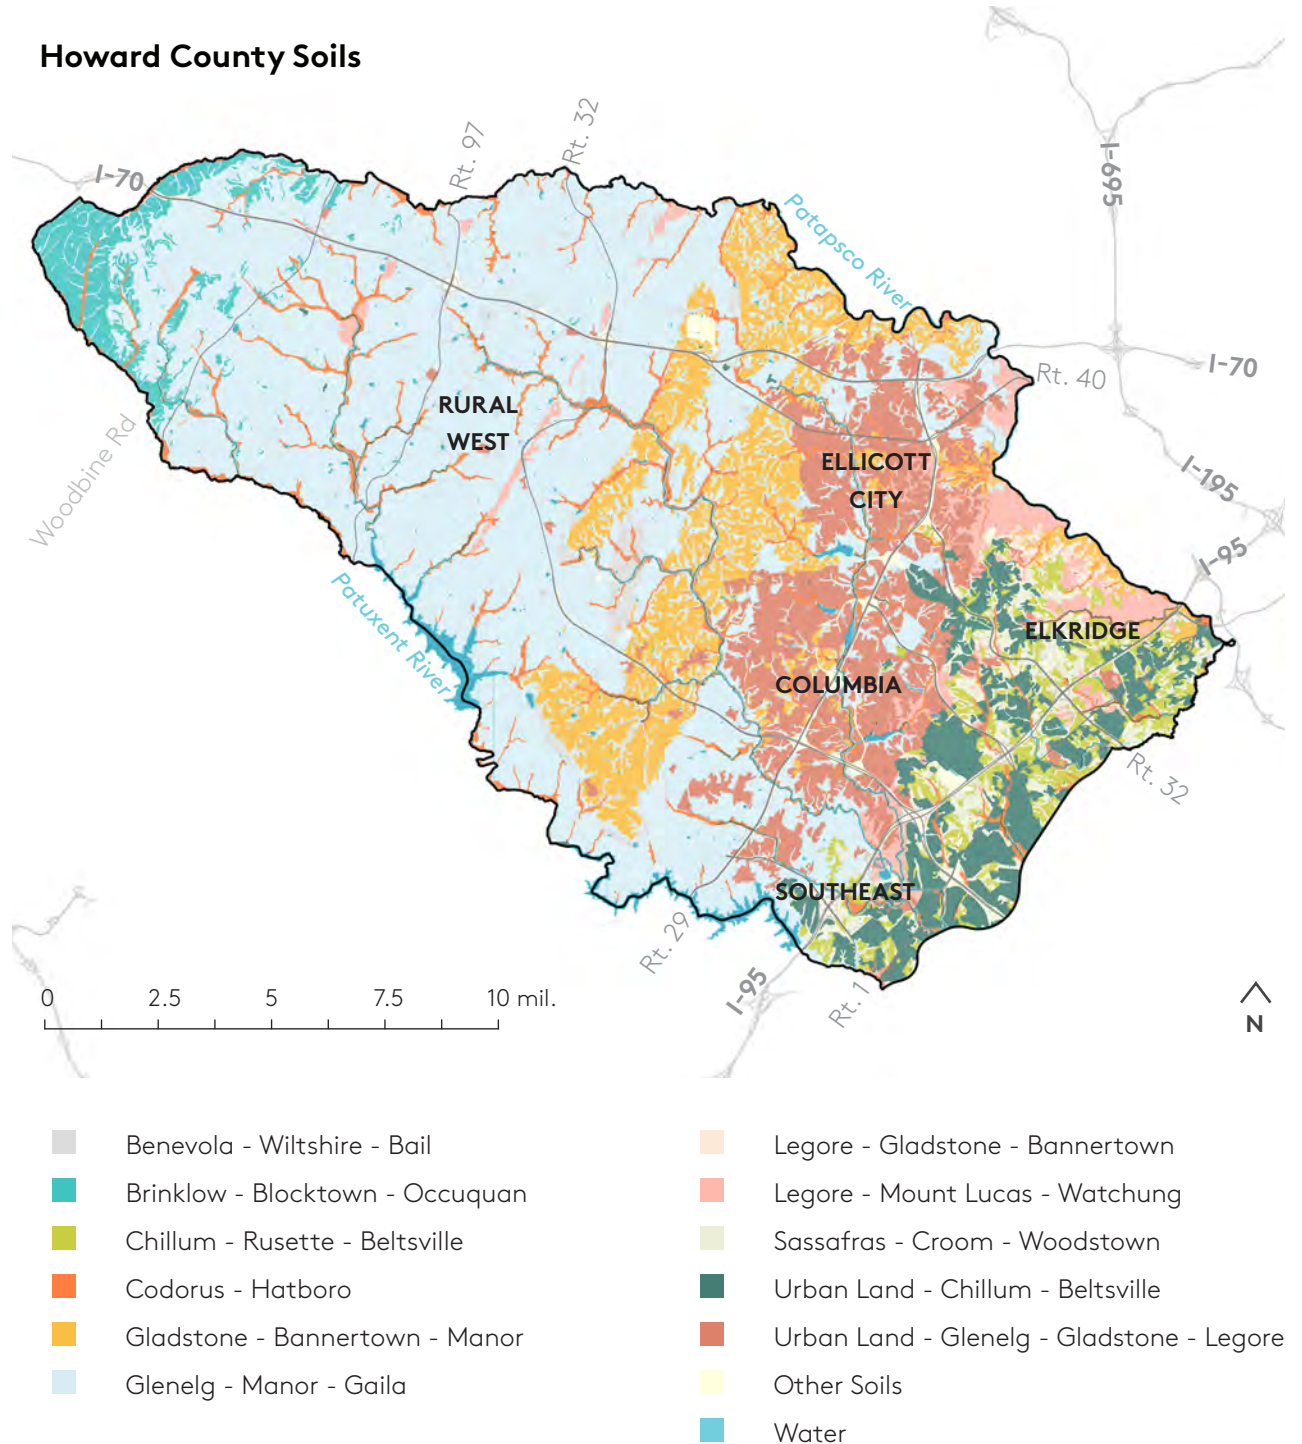 Howard County Soils
I-70
Rt. 97
Rt. 32
I-695
Patapsco River
Rt. 40
I-70
RURAL
WEST
Woodbine Rd
ELLICOTT
CITY
I-195
I-95
Patuxent River
ELKRIDGE
COLUMBIA
Rt. 32
SOUTHEAST
Rt. 29
I-95
Rt. 1
0 2.5 5 7.5 10 mil.
N
Benevola - Wiltshire - Bail
Brinklow - Blocktown - Occuquan
Chillum - Rusette - Beltsville
Codorus - Hatboro
Gladstone - Bannertown - Manor
Glenelg - Manor - Gaila
Legore - Gladstone - Bannertown
Legore - Mount Lucas - Watchung
Sassafras - Croom - Woodstown
Urban Land - Chillum - Beltsville
Urban Land - Glenelg - Gladstone - Legore
Other Soils
Water